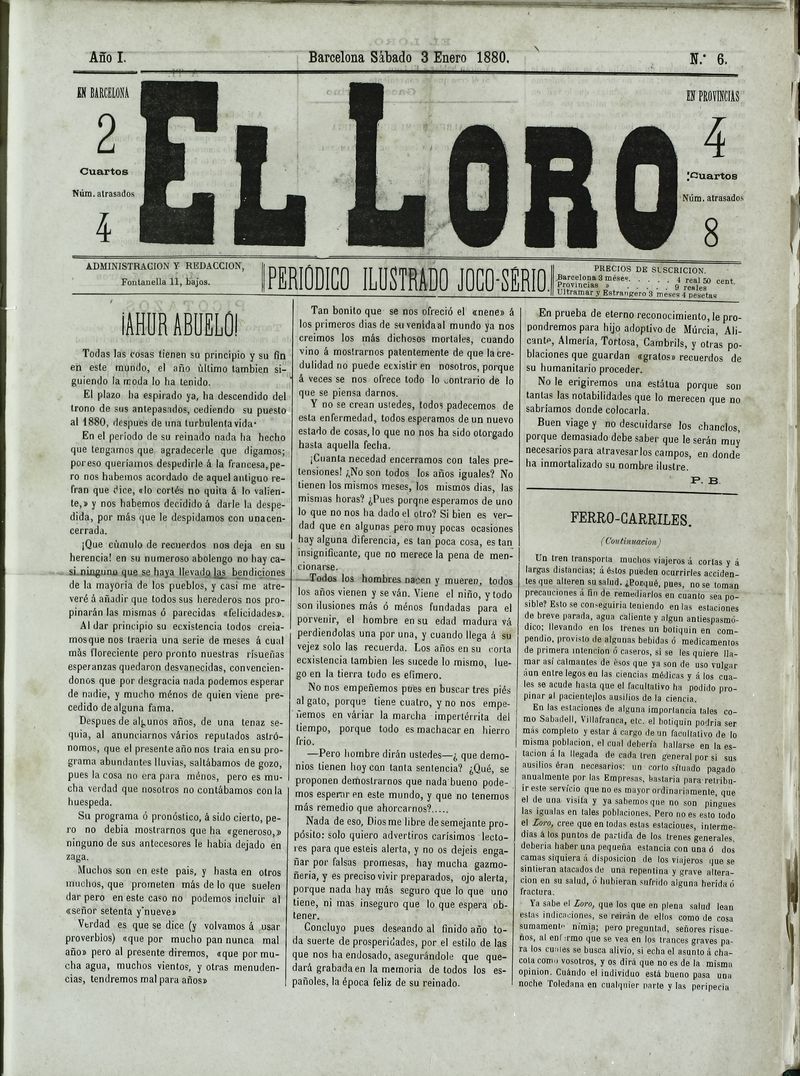 Año I.
Barcelona Sábado 3 Enero 1880.
N.° 6.
EN BARCELONA
2
Cuartos
Núm. atrasados
4
EL LORO
EN PROVINCIAS
4
Cuartos
Núm. atrasados
8
ADMINISTRACION Y REDACCION,
Fontanella 11, bajos.
PERIÓDICO ILUSTRADO JOCO-SÉRIO.
PRECIOS DE SUSCRICION.
Barcelona 3 méses. . . . . 4 real 50 cent.
Provincias » . . . . . 9 reales
Ultramar y Estrangero 3 meses 4 pesetas
¡AHUR ABUELO!
Todas las cosas tienen su principio y su fin
en este mundo, el año último tambien si-
guiendo la moda lo ha tenido.
El plazo ha espirado ya, ha descendido del
trono de sus antepasados, cediendo su puesto
al 1880, después de una turbulenta vida·
En el período de su reinado nada ha hecho
que tengamos que agradecerle que digamos;
por eso queriamos despedirle á la francesa, pe-
ro nos habemos acordado de aquel antiguo re-
fran que dice, «lo cortés no quita á lo valien-
te,» y nos habemos decidido á darle la despe-
dida, por más que le despidamos con una cen-
cerrada.
¡Que cùmulo de recuerdos nos deja en su
herencia! en su numeroso abolengo no hay ca-
si ninguno que se haya llevado las bendiciones
de la mayoría de los pueblos, y casi me atre-
veré á añadir que todos sus herederos nos pro-
pinarán las mismas ó parecidas «felicidades».
Al dar principio su ecxistencia todos creia-
mos que nos traeria una serie de meses á cual
màs floreciente pero pronto nuestras risueñas
esperanzas quedaron desvanecidas, convencien-
donos que por desgracia nada podemos esperar
de nadie, y mucho ménos de quien viene pre-
cedido de alguna fama.
Despues de algunos años, de una tenaz se-
quia, al anunciarnos vários reputados astró-
nomos, que el presente año nos traia en su pro-
grama abundantes lluvias, saltábamos de gozo,
pues la cosa no era para ménos, pero es mu-
cha verdad que nosotros no contábamos con la
huespeda.
Su programa ó pronóstico, á sido cierto, pe-
ro no debia mostrarnos que ha «generoso,»
ninguno de sus antecesores le habia dejado en
zaga.
Muchos son en este pais, y hasta en otros
muchos, que prometen más de lo que suelen
dar pero en este caso no podemos incluir al
«señor setenta y nueve»
Verdad es que se dice (y volvamos á usar
proverbios) «que por mucho pan nunca mal
año» pero al presente diremos, «que por mu-
cha agua, muchos vientos, y otras menuden-
cias, tendremos mal para años»
Tan bonito que se nos ofreció el «nene» á
los primeros dias de su venida al mundo ya nos
creimos los más dichosos mortales, cuando
vino á mostrarnos patentemente de que la cre-
dulidad no puede ecxistir en nosotros, porque
á veces se nos ofrece todo lo contrario de lo
que se piensa darnos.
Y no se crean ustedes, todos padecemos de
esta enfermedad, todos esperamos de un nuevo
estado de cosas, lo que no nos ha sido otorgado
hasta aquella fecha.
¡Cuanta necedad encerramos con tales pre-
tensiones! ¿No son todos los años iguales? No
tienen los mismos meses, los mismos dias, las
mismas horas? ¿Pues porqne esperamos de uno
lo que no nos ha dado el otro? Si bien es ver-
dad que en algunas pero muy pocas ocasiones
hay alguna diferencia, es tan poca cosa, es tan
insignificante, que no merece la pena de men-
cionarse.
Todos los hombres nacen y mueren, todos
los años vienen y se ván. Viene el niño, y todo
son ilusiones más ó ménos fundadas para el
porvenir, el hombre en su edad madura vá
perdiendolas una por una, y cuando llega á su
vejez solo las recuerda. Los años en su corta
ecxistencia tambien les sucede lo mismo, lue-
go en la tierra todo es efímero.
No nos empeñemos pues en buscar tres piés
al gato, porque tiene cuatro, y no nos empe-
ñemos en váriar la marcha impertérrita del
tiempo, porque todo es machacar en hierro
frio.
—Pero hombre dirán ustedes—¿ que demo-
nios tienen hoy con tanta sentencia? ¿Qué, se
proponen demostrarnos que nada bueno pode-
mos esperar en este mundo, y que no tenemos
más remedio que ahorcarnos?.....
Nada de eso, Dios me libre de semejante pro-
pósito: solo quiero advertiros carísimos lecto-
res para que esteis alerta, y no os dejeis enga-
ñar por falsas promesas, hay mucha gazmo-
ñería, y es preciso vivir preparados, ojo alerta,
porque nada hay más seguro que lo que uno
tiene, ni mas inseguro que lo que espera ob-
tener.
Concluyo pues deseando al finido año to-
da suerte de prosperidades, por el estilo de las
que nos ha endosado, asegurándole que que-
dará grabada en la memoria de todos los es-
pañoles, la época feliz de su reinado.
En prueba de eterno reconocimiento, le pro-
pondremos para hijo adoptivo de Múrcia, Ali-
cante, Almería, Tortosa, Cambrils, y otras po-
blaciones que guardan «gratos» recuerdos de
su humanitario proceder.
No le erigiremos una estátua porque son
tantas las notabilidades que lo merecen que no
sabríamos donde colocarla.
Buen viage y no descuidarse los chanclos,
porque demasiado debe saber que le serán muy
necesarios para atravesar los campos, en donde
ha inmortalizado su nombre ilustre.
P. B.
FERRO-CARRILES.
(Continuacion)
Un tren transporta muchos viajeros á cortas y á
largas distancias; á éstos pueden ocurrirles acciden-
tes que alteren su salud. ¿Porqué, pues, no se toman
precauciones á fin de remediarlos en cuanto sea po-
sible? Esto se conseguiria teniendo en las estaciones
de breve parada, agua caliente y algun antiespasmó-
dico; llevando en los trenes un botiquin en com-
pendio, provisto de algunas bebidas ó medicamentos
de primera intencion ó caseros, si se les quiere lla-
mar así calmantes de ésos que ya son de uso vulgar
áun entre legos en las ciencias médicas y á los cua-
les se acude hasta que el facultativo ha podido pro-
pinar al paciente los ausilios de la ciencia.
En las estaciones de alguna importancia tales co-
mo Sabadell, Villafranca, etc. el botiquin podria ser
más completo y estar á cargo de un facultativo de lo
misma poblacion, el cual debería hallarse en la es-
tacion á la llegada de cada tren general por si sus
ausilios éran necesarios: un corto sítuado pagado
anualmente por las Empresas, bastaria para retribu-
ir este servicio que no es mayor ordinariamente, que
el de una visita y ya sabemos que no son pingues
las igualas en tales poblaciones. Pero no es esto todo
el Loro, cree que en todas estas estaciones, interme-
dias à los puntos de partida de los trenes generales,
deberia haber una pequeña estancia con una ó dos
camas siquiera á disposicion de los viajeros que se
sintieran atacados de una repentina y grave altera-
cion en su salud, ó hubieran sufrido alguna herida ó
fractura.
Ya sabe el Loro, que los que en plena salud lean
estas indicaciones, se reirán de ellos como de cosa
sumamente nimia; pero preguntad, señores risue-
ños, al enfermo que se vea en los trances graves pa-
ra los cuales se busca alivio, si echa el asunto á cha-
cota como vosotros, y os dirá que no es de la misma
opinion. Cuándo el individuo está bueno pasa una
noche Toledana en cualquier parte y las peripecia